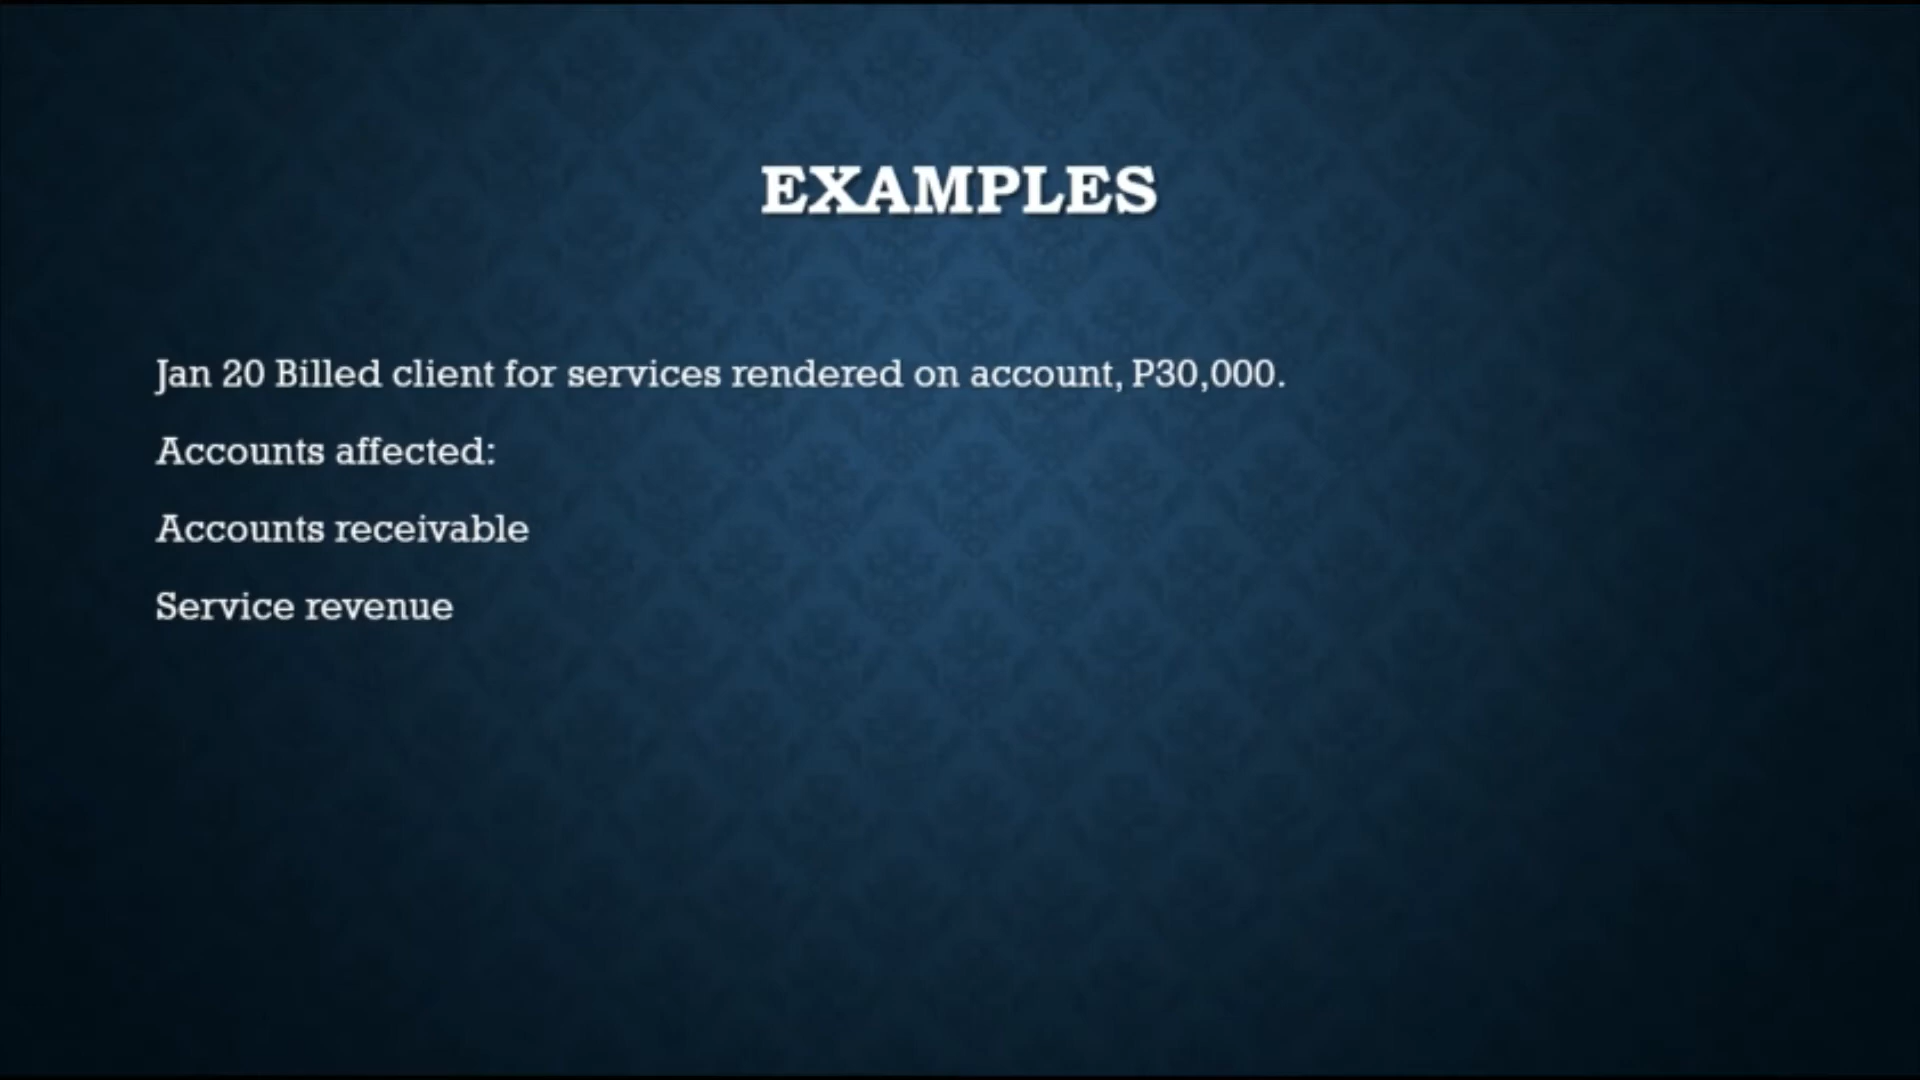 EXAMPLES
Jan 20 Billed client for services rendered on account, P30,000.
Accounts affected:
Accounts receivable
Service revenue